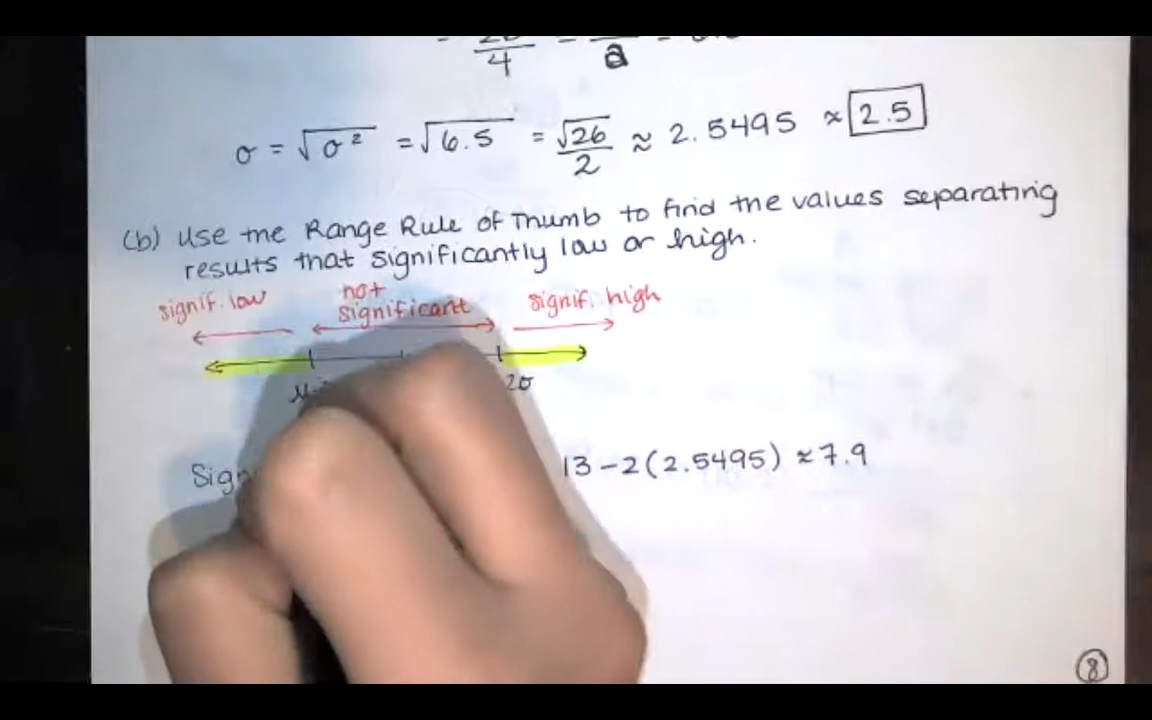 4 2
σ = √σ² = √6.5 = √26/2 ≈ 2.5495 ≈ 2.5
(b) Use the Range Rule of Thumb to find the values separating
results that significantly low or high.
signif. low not significant signif. high
2σ
13 - 2(2.5495) ≈ 7.9
8